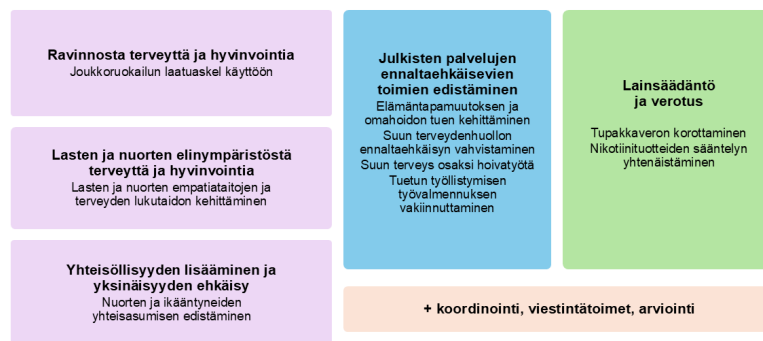 Ravinnosta terveyttä ja hyvinvointia
Joukkoruokailun laatuaskel käyttöön
Lasten ja nuorten elinympäristöstä
terveyttä ja hyvinvointia
Lasten ja nuorten empatiataitojen ja
terveyden lukutaidon kehittäminen
Yhteisöllisyyden lisääminen ja
yksinäisyyden ehkäisy
Nuorten ja ikääntyneiden
yhteisasumisen edistäminen
Julkisten palvelujen
ennaltaehkäisevien
toimien edistäminen
Elämäntapamuutoksen ja
omahoidon tuen kehittäminen
Suun terveydenhuollon
ennaltaehkäisyn vahvistaminen
Suun terveys osaksi hoivatyötä
Tuetun työllistymisen
työvalmennuksen
vakiinnuttaminen
Lainsäädäntö
ja verotus
Tupakkaveron korottaminen
Nikotiinituotteiden sääntelyn
yhtenäistäminen
+ koordinointi, viestintätoimet, arviointi